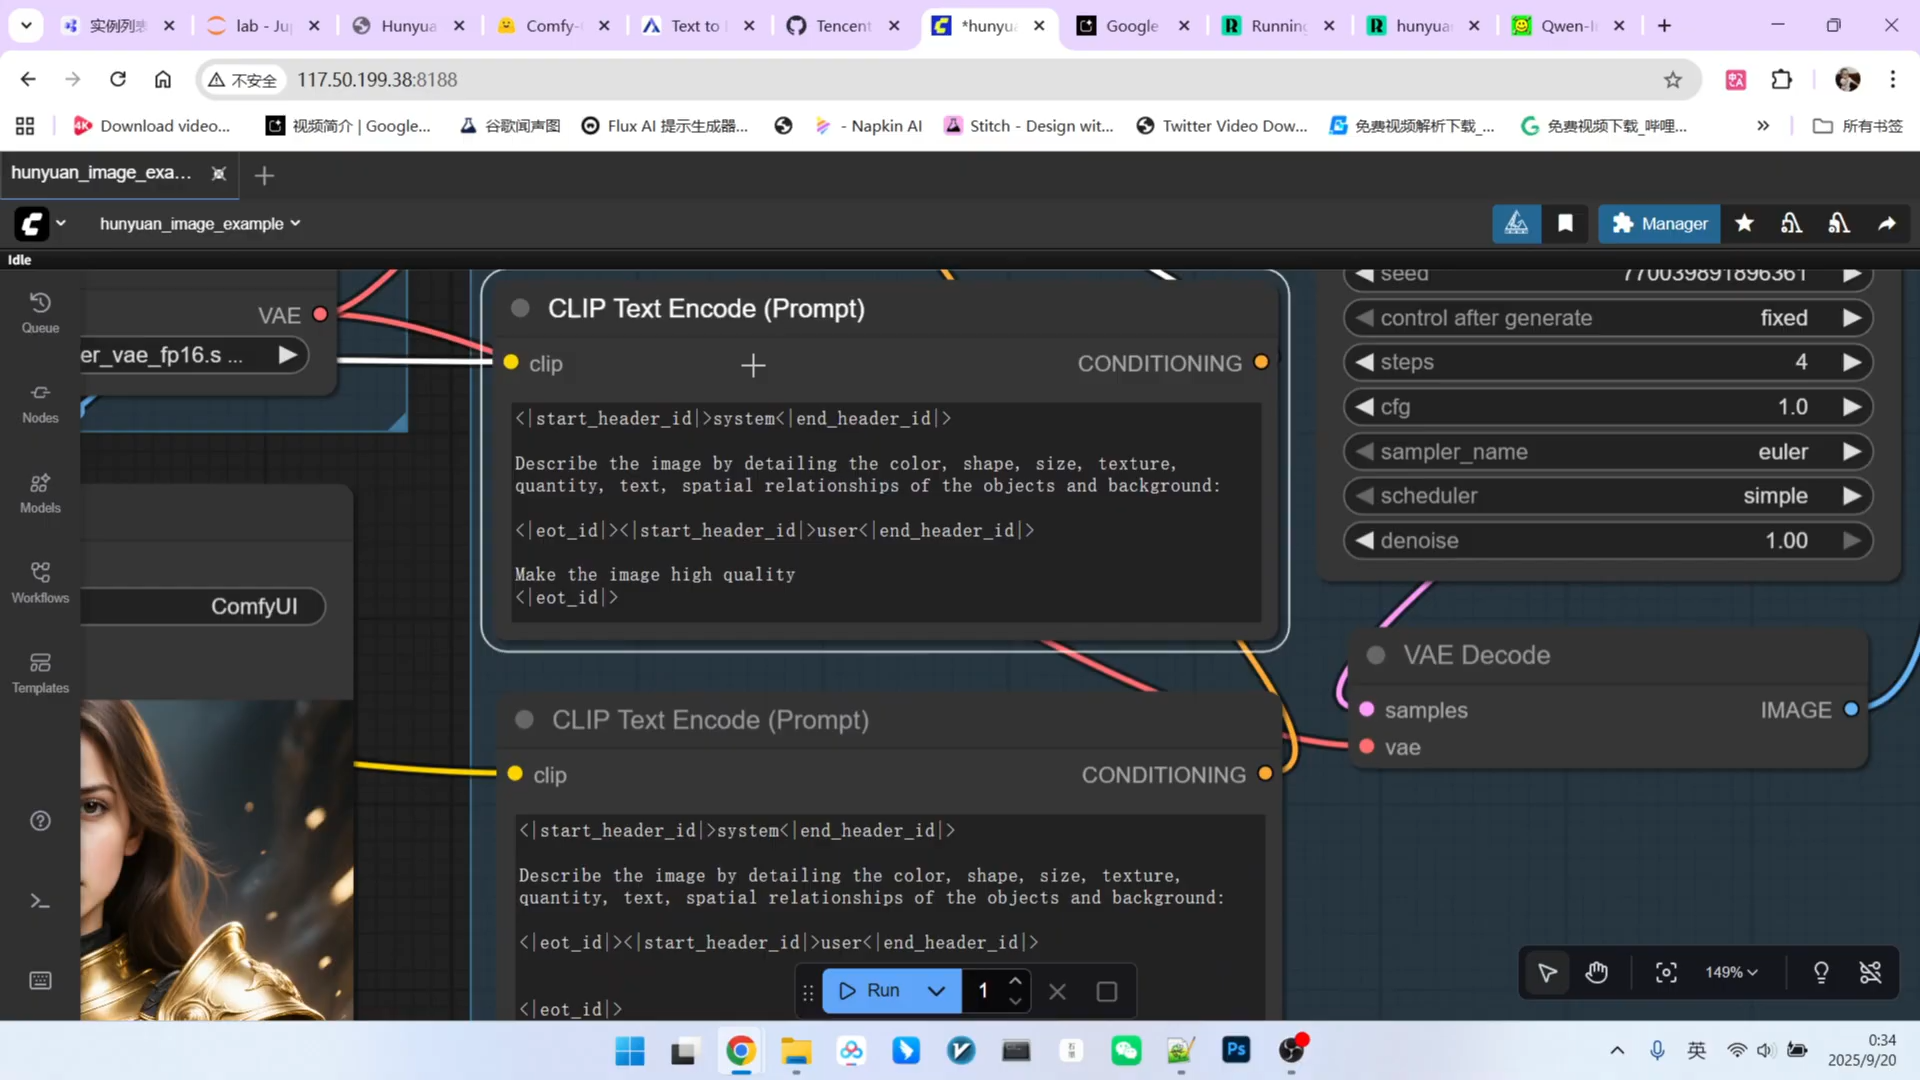 实例列表
lab - Ju
Hunyua
Comfy-
Text to
Tencent
*hunyu
Google
Running
hunyuan
Qwen-I
不安全
117.50.199.38:8188
Download video...
视频简介 | Google...
谷歌闻声图
Flux AI 提示生成器...
- Napkin AI
Stitch - Design wit...
Twitter Video Dow...
免费视频解析下载_...
免费视频下载_哔哩...
所有书签
hunyuan_image_exa...
hunyuan_image_example
Manager
Idle
Queue
Nodes
Models
Workflows
Templates
VAE
er_vae_fp16.s ...
ComfyUI
CLIP Text Encode (Prompt)
clip
CONDITIONING
<|start_header_id|>system<|end_header_id|>
Describe the image by detailing the color, shape, size, texture,
quantity, text, spatial relationships of the objects and background:
<|eot_id|><|start_header_id|>user<|end_header_id|>
Make the image high quality
<|eot_id|>
CLIP Text Encode (Prompt)
clip
CONDITIONING
<|start_header_id|>system<|end_header_id|>
Describe the image by detailing the color, shape, size, texture,
quantity, text, spatial relationships of the objects and background:
<|eot_id|><|start_header_id|>user<|end_header_id|>
<|eot_id|>
seed 770039891896361
control after generate fixed
steps 4
cfg 1.0
sampler_name euler
scheduler simple
denoise 1.00
VAE Decode
samples
IMAGE
vae
Run
1
149%
Ps
英
0:34
2025/9/20